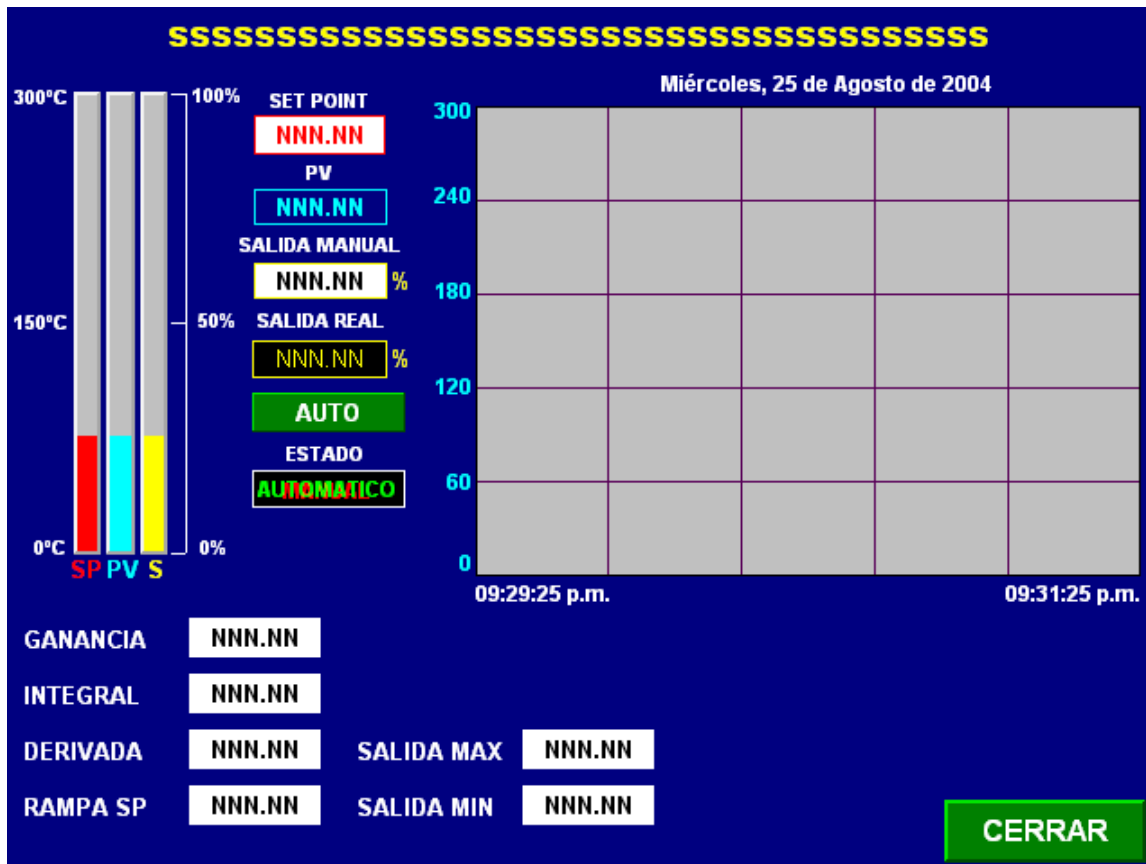 SSSSSSSSSSSSSSSSSSSSSSSSSSSSSSSSSSSSSS
Miércoles, 25 de Agosto de 2004
300ºC
100%
150ºC
50%
0ºC
0%
SP PV S
SET POINT
NNN.NN
PV
NNN.NN
SALIDA MANUAL
NNN.NN %
SALIDA REAL
NNN.NN %
AUTO
ESTADO
AUTOMATICO
MANUAL
300
240
180
120
60
0
09:29:25 p.m.
09:31:25 p.m.
GANANCIA NNN.NN
INTEGRAL NNN.NN
DERIVADA NNN.NN SALIDA MAX NNN.NN
RAMPA SP NNN.NN SALIDA MIN NNN.NN
CERRAR